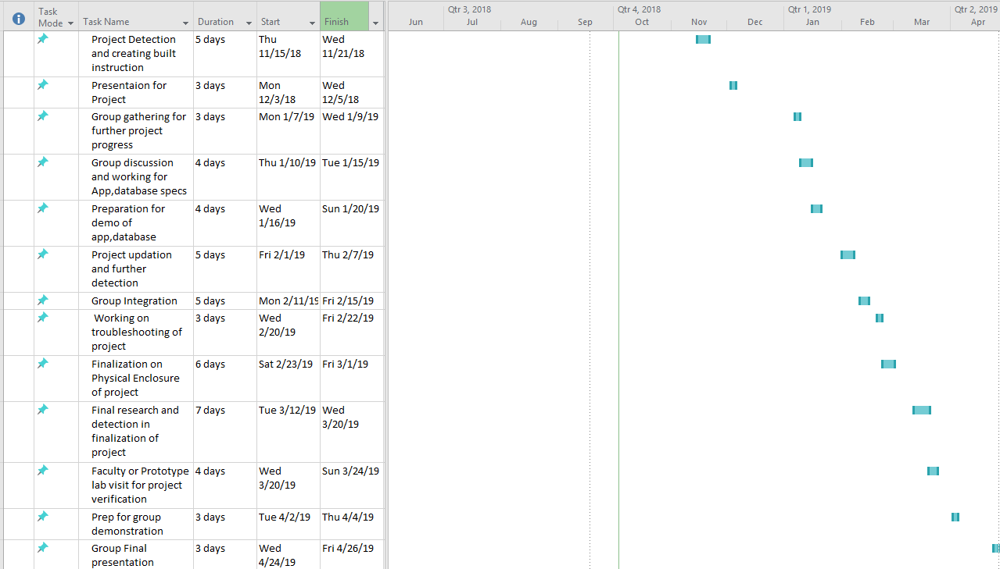 Task Mode Task Name Duration Start Finish
Qtr 3, 2018 Qtr 4, 2018 Qtr 1, 2019 Qtr 2, 2019
Jun Jul Aug Sep Oct Nov Dec Jan Feb Mar Apr
Project Detection 5 days Thu Wed
and creating built 11/15/18 11/21/18
instruction
Presentaion for 3 days Mon Wed
Project 12/3/18 12/5/18
Group gathering for 3 days Mon 1/7/19 Wed 1/9/19
further project
progress
Group discussion 4 days Thu 1/10/19 Tue 1/15/19
and working for
App,database specs
Preparation for 4 days Wed Sun 1/20/19
demo of 1/16/19
app,database
Project updation 5 days Fri 2/1/19 Thu 2/7/19
and further
detection
Group Integration 5 days Mon 2/11/19 Fri 2/15/19
Working on 3 days Wed Fri 2/22/19
troubleshooting of 2/20/19
project
Finalization on 6 days Sat 2/23/19 Fri 3/1/19
Physical Enclosure
of project
Final research and 7 days Tue 3/12/19 Wed
detection in 3/20/19
finalization of
project
Faculty or Prototype 4 days Wed Sun 3/24/19
lab visit for project 3/20/19
verification
Prep for group 3 days Tue 4/2/19 Thu 4/4/19
demonstration
Group Final 3 days Wed Fri 4/26/19
presentation 4/24/19